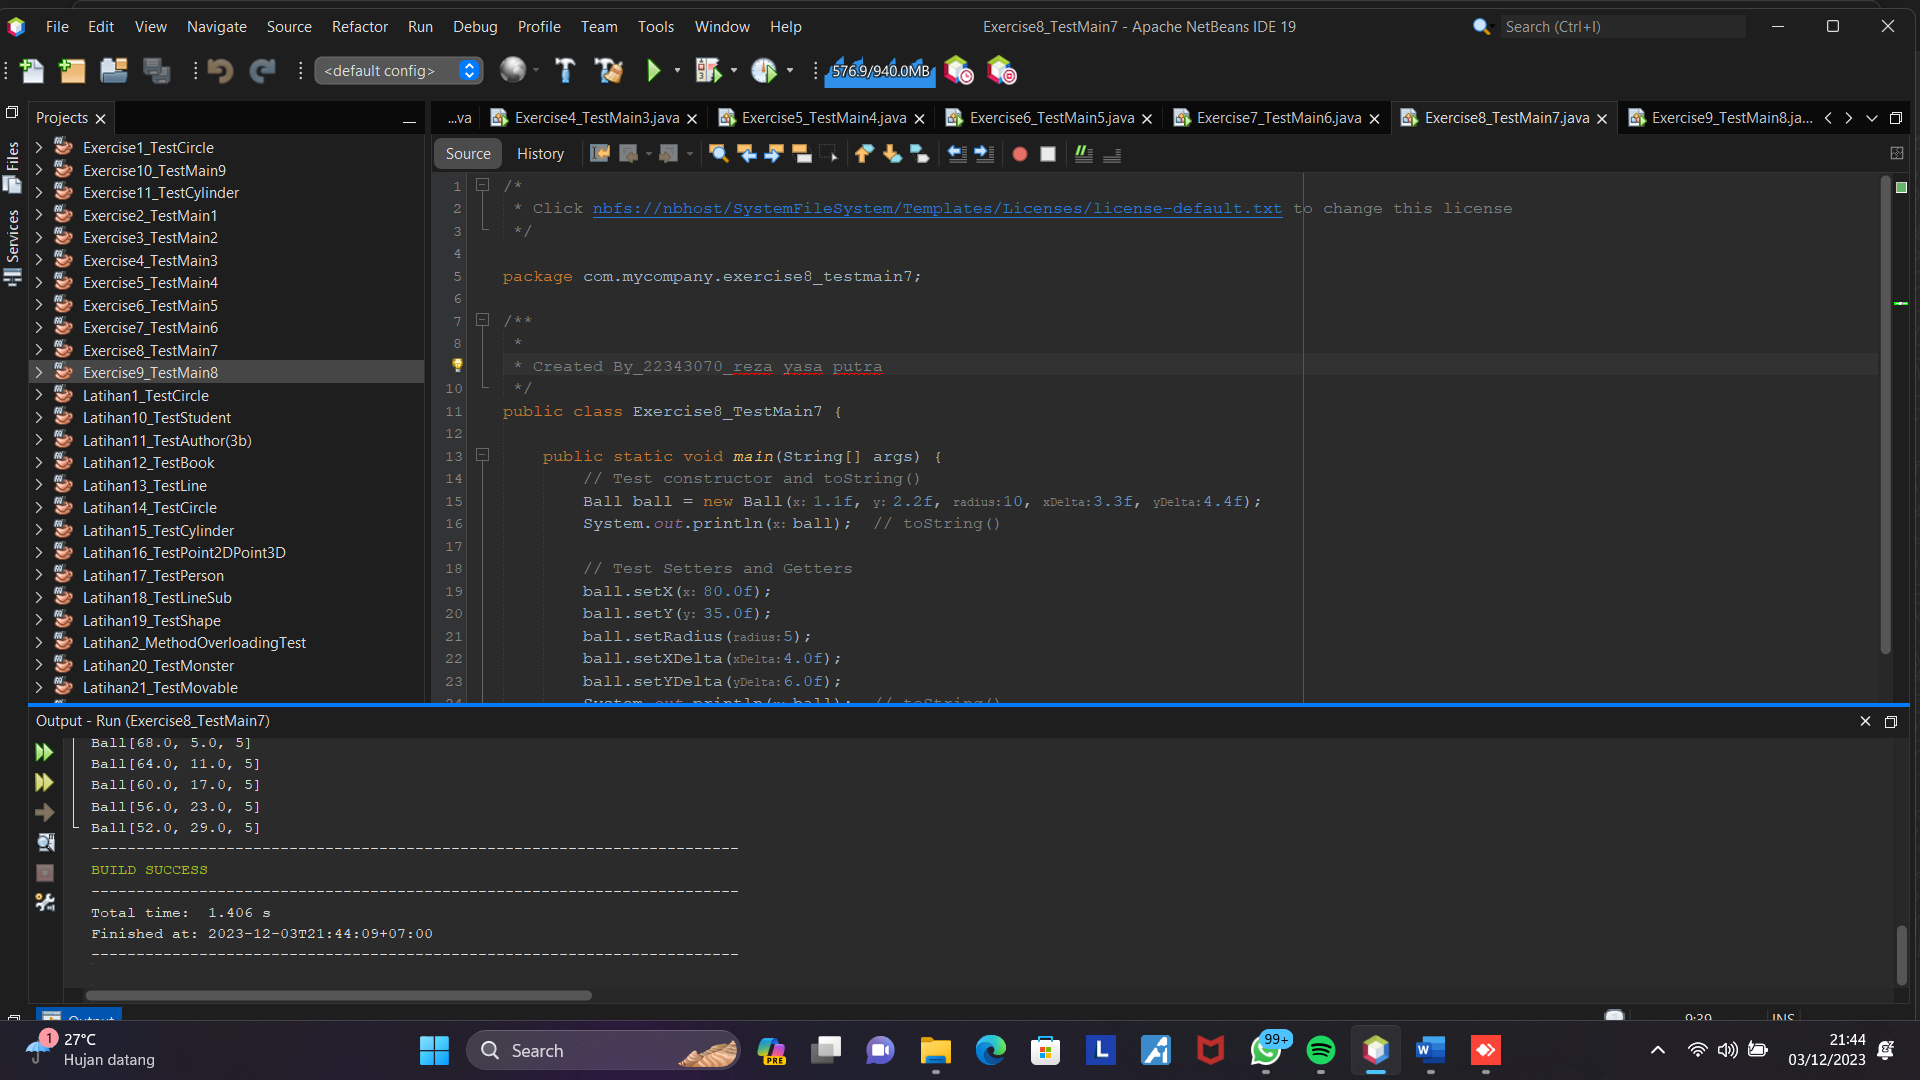 File Edit View Navigate Source Refactor Run Debug Profile Team Tools Window Help
Exercise8_TestMain7 - Apache NetBeans IDE 19
Search (Ctrl+I)
<default config>
576.9/940.0MB
Projects
...va
Exercise4_TestMain3.java
Exercise5_TestMain4.java
Exercise6_TestMain5.java
Exercise7_TestMain6.java
Exercise8_TestMain7.java
Exercise9_TestMain8.ja...
Files
Services
Exercise1_TestCircle
Exercise10_TestMain9
Exercise11_TestCylinder
Exercise2_TestMain1
Exercise3_TestMain2
Exercise4_TestMain3
Exercise5_TestMain4
Exercise6_TestMain5
Exercise7_TestMain6
Exercise8_TestMain7
Exercise9_TestMain8
Latihan1_TestCircle
Latihan10_TestStudent
Latihan11_TestAuthor(3b)
Latihan12_TestBook
Latihan13_TestLine
Latihan14_TestCircle
Latihan15_TestCylinder
Latihan16_TestPoint2DPoint3D
Latihan17_TestPerson
Latihan18_TestLineSub
Latihan19_TestShape
Latihan2_MethodOverloadingTest
Latihan20_TestMonster
Latihan21_TestMovable
Source History
1 /*
2 * Click nbfs://nbhost/SystemFileSystem/Templates/Licenses/license-default.txt to change this license
3 */
4
5 package com.mycompany.exercise8_testmain7;
6
7 /**
8 *
* Created By_22343070_reza yasa putra
10 */
11 public class Exercise8_TestMain7 {
12
13 public static void main(String[] args) {
14 // Test constructor and toString()
15 Ball ball = new Ball(x: 1.1f, y: 2.2f, radius:10, xDelta:3.3f, yDelta:4.4f);
16 System.out.println(x: ball); // toString()
17
18 // Test Setters and Getters
19 ball.setX(x: 80.0f);
20 ball.setY(y: 35.0f);
21 ball.setRadius(radius:5);
22 ball.setXDelta(xDelta:4.0f);
23 ball.setYDelta(yDelta:6.0f);
24 System.out.println(x: ball); // toString()
Output - Run (Exercise8_TestMain7)
Ball[68.0, 5.0, 5]
Ball[64.0, 11.0, 5]
Ball[60.0, 17.0, 5]
Ball[56.0, 23.0, 5]
Ball[52.0, 29.0, 5]
------------------------------------------------------------------------
BUILD SUCCESS
------------------------------------------------------------------------
Total time:  1.406 s
Finished at: 2023-12-03T21:44:09+07:00
------------------------------------------------------------------------
Output
9:39 INS
1
27°C
Hujan datang
Search
PRE
L
99+
W
21:44
03/12/2023